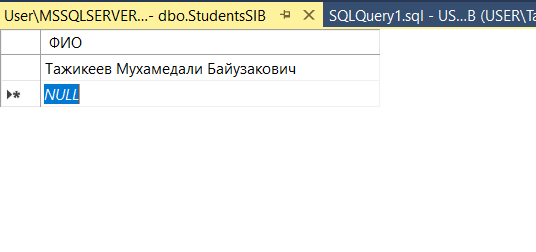 User\MSSQLSERVER...- dbo.StudentsSIB
SQLQuery1.sql - US...B (USER\Ta
ФИО
Тажикеев Мухамедали Байузакович
NULL